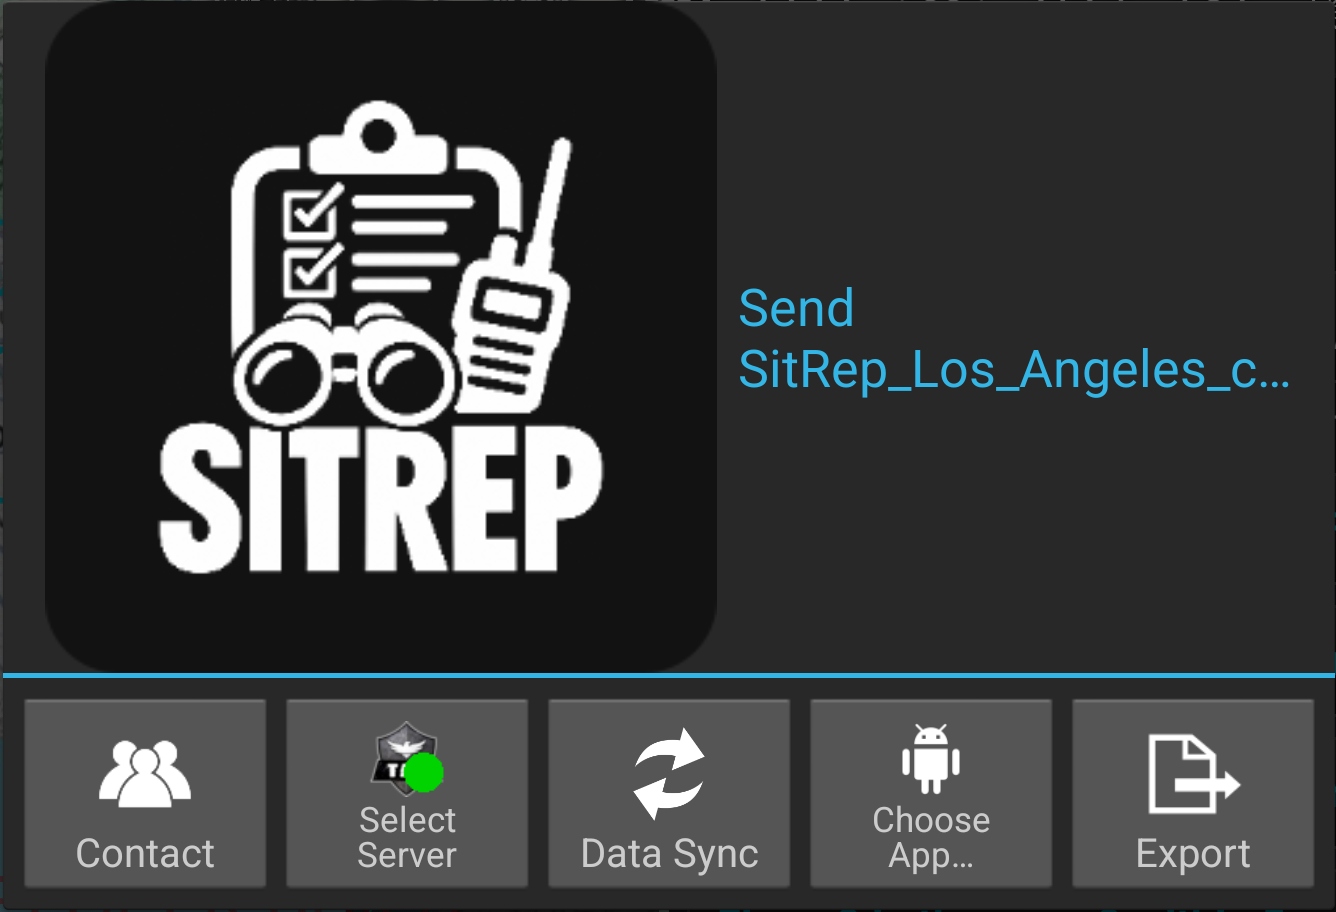 SITREP
Send
SitRep_Los_Angeles_c...
Contact
Select
Server
Data Sync
Choose
App...
Export